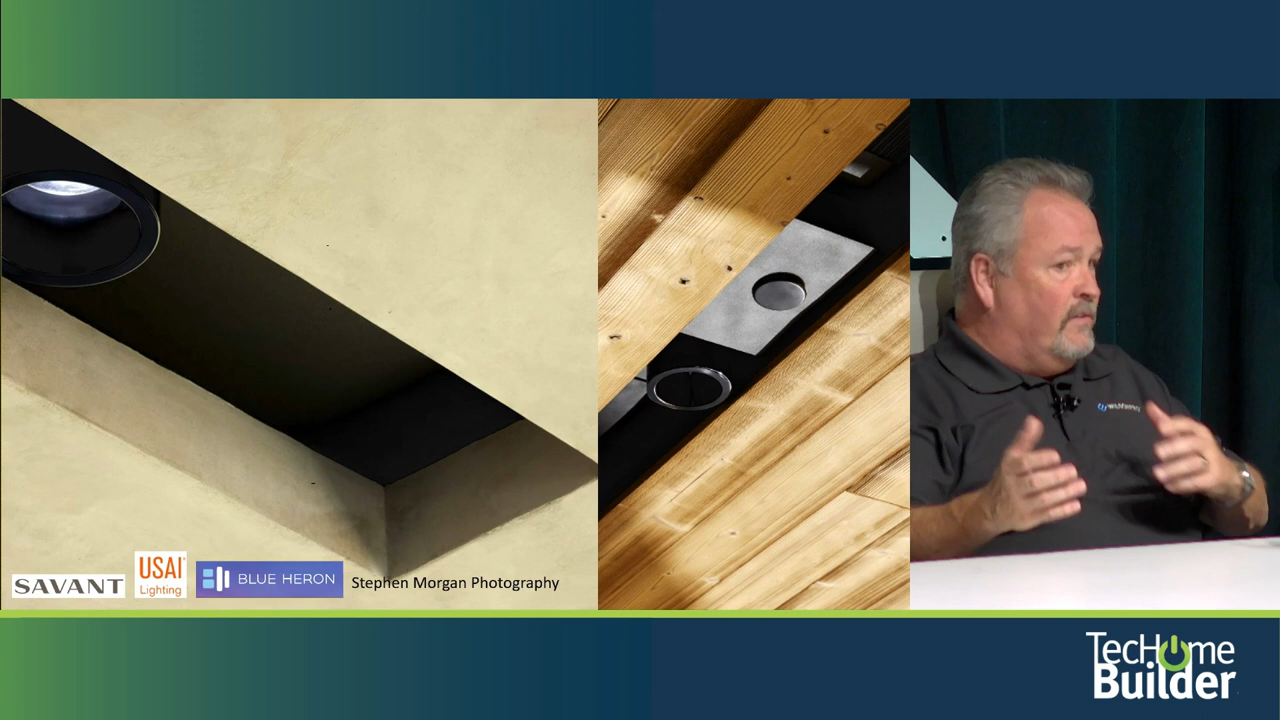 SAVANT
USAI
Lighting
BLUE HERON
Stephen Morgan Photography
TecHome
Builder